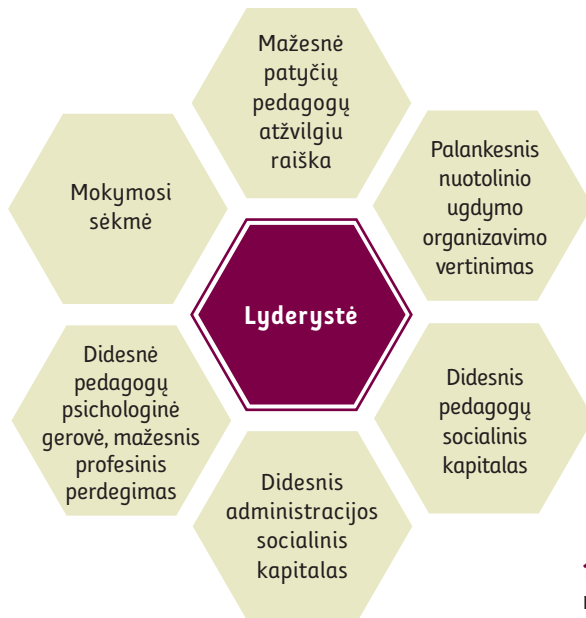 Mažesnė
patyčių
pedagogų
atžvilgiu
raiška
Palankesnis
nuotolinio
ugdymo
organizavimo
vertinimas
Mokymosi
sėkmė
Lyderystė
Didesnė
pedagogų
psichologinė
gerovė, mažesnis
profesinis
perdegimas
Didesnis
pedagogų
socialinis
kapitalas
Didesnis
administracijos
socialinis
kapitalas